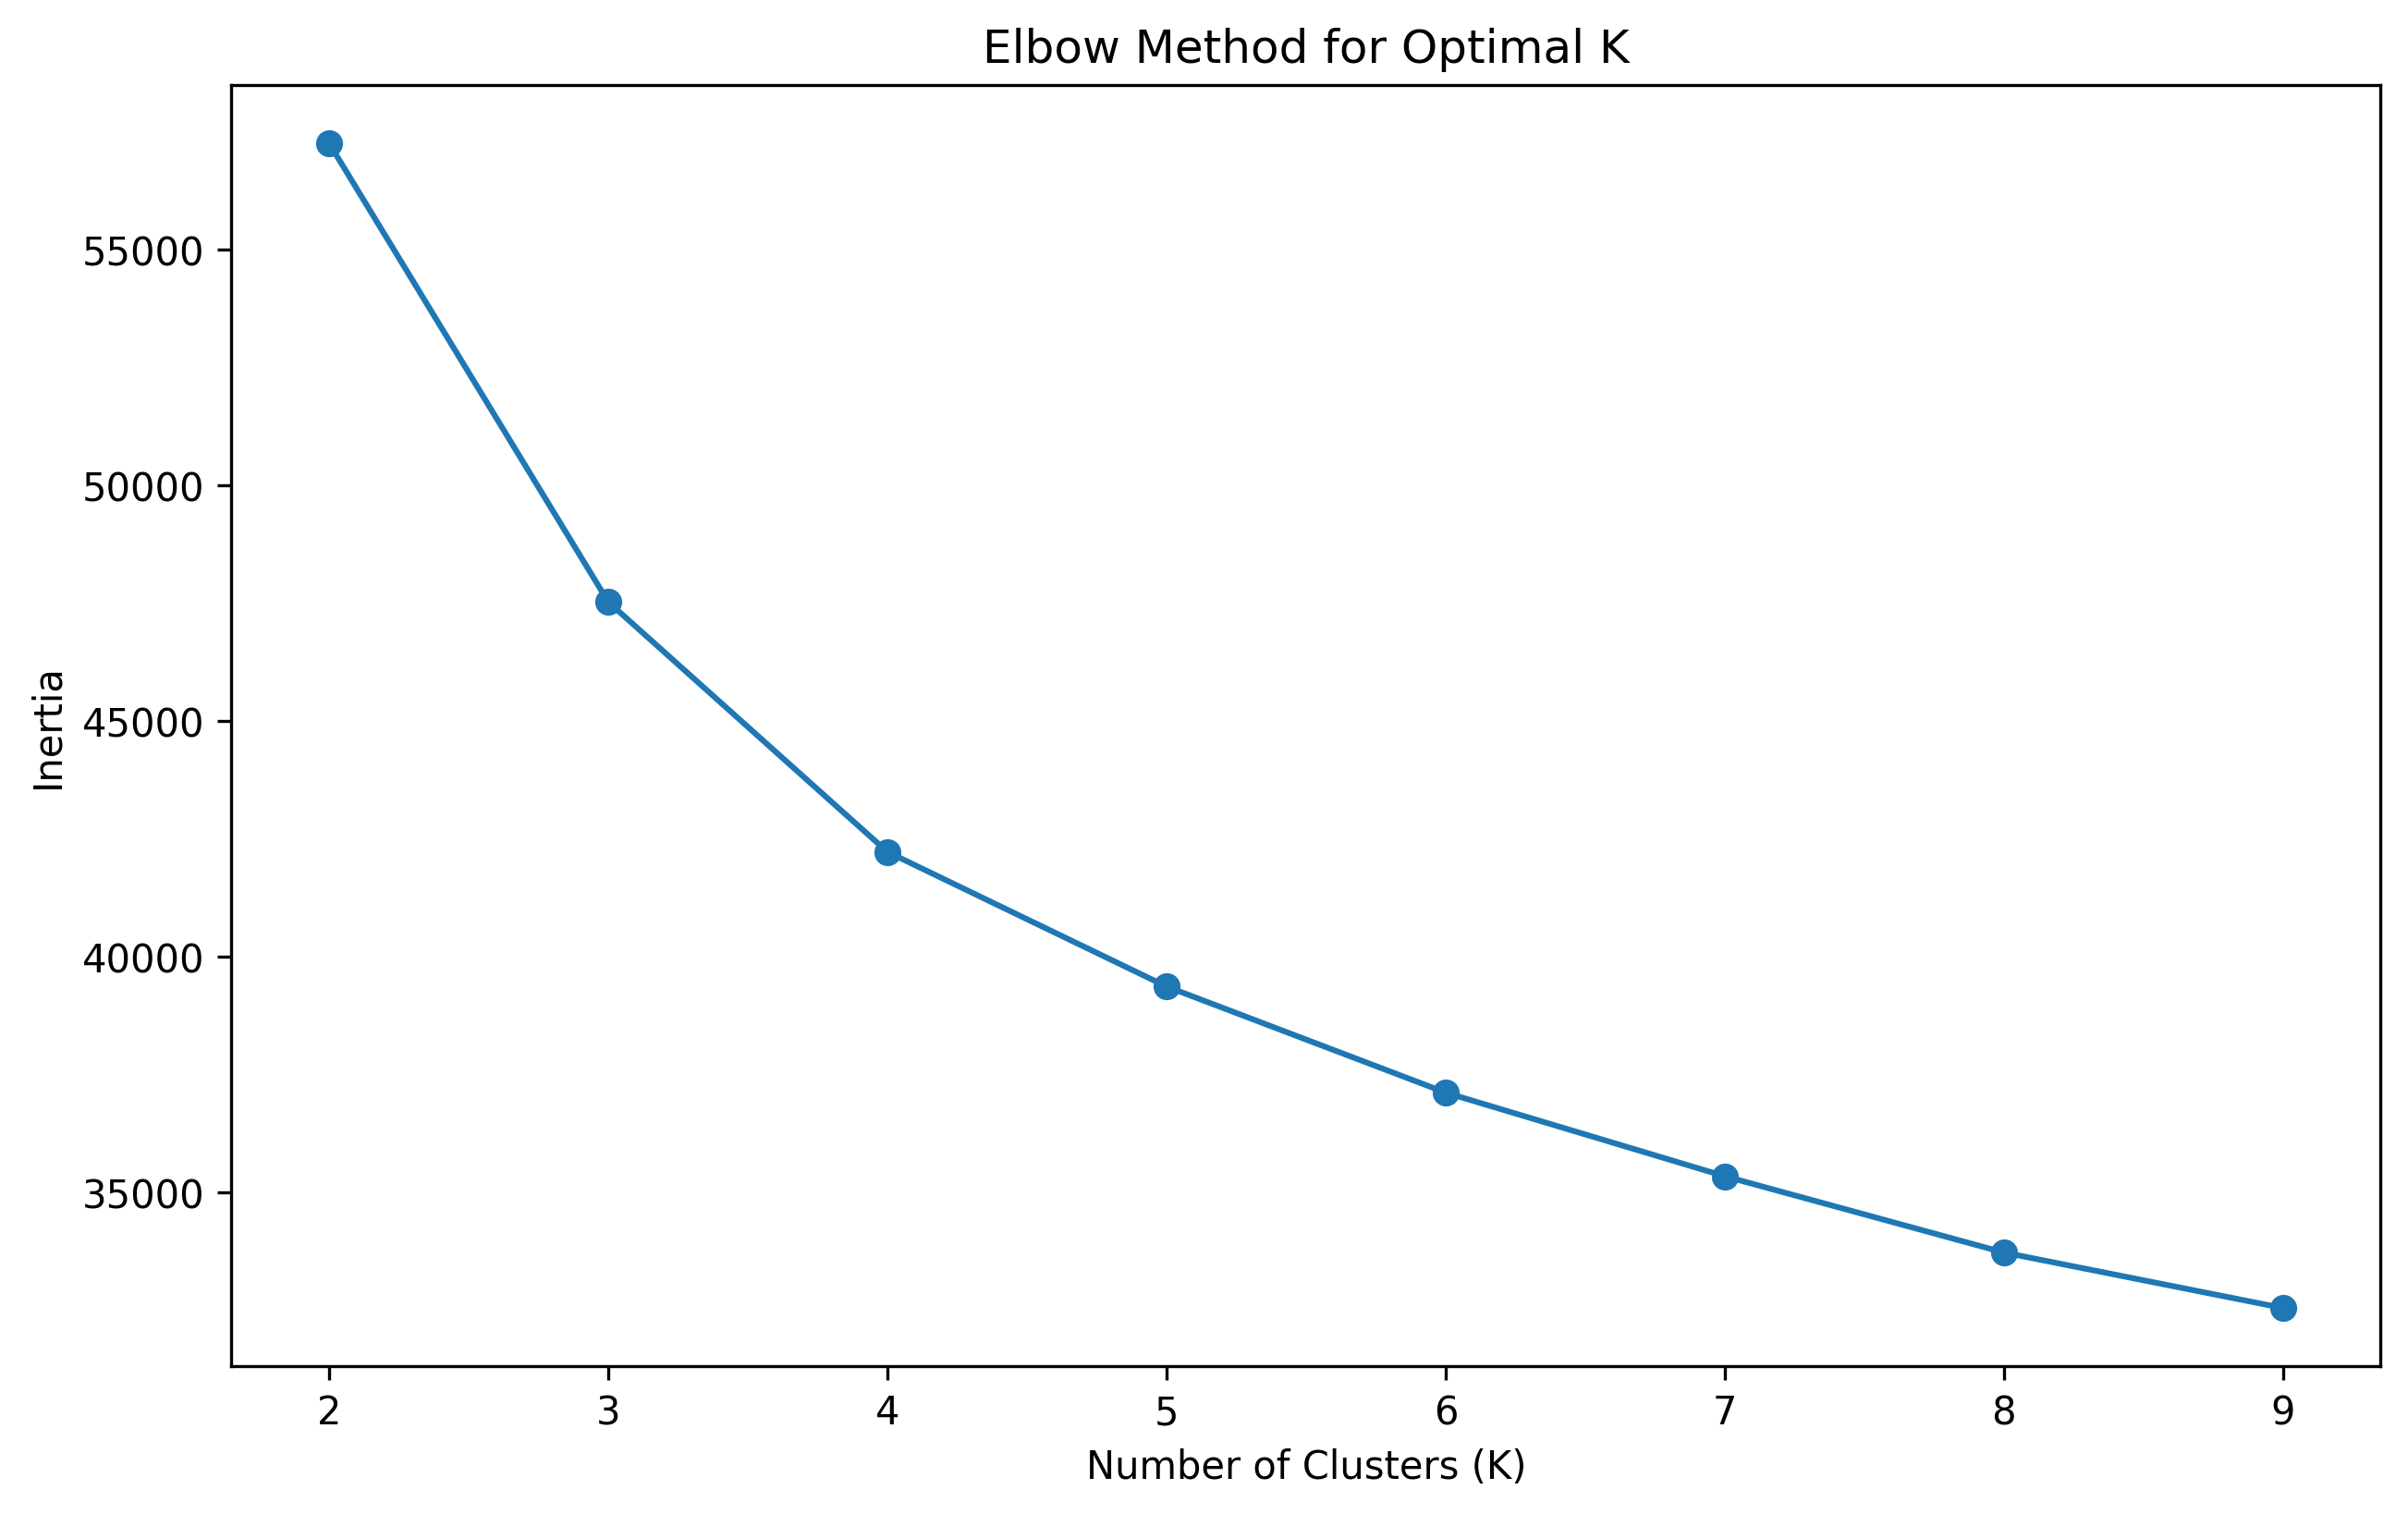 Elbow Method for Optimal K
55000
50000
45000
40000
35000
Inertia
2 3 4 5 6 7 8 9
Number of Clusters (K)